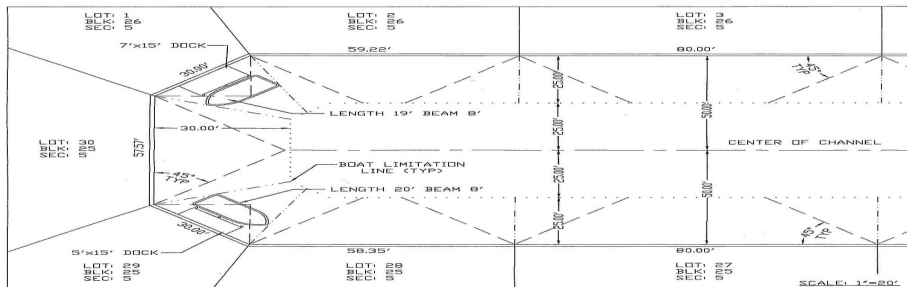 LOT: 1
BLK: 26
SEC: 5
LOT: 2
BLK: 26
SEC: 5
LOT: 3
BLK: 26
SEC: 5
7'x15' DOCK
59.22'
80.00'
30.00'
45°
TYP
25.00'
50.00'
LENGTH 19' BEAM 8'
30.00'
25.00'
LOT: 30
BLK: 25
SEC: 5
57.57'
CENTER OF CHANNEL
BOAT LIMITATION
LINE (TYP)
45°
TYP
25.00'
50.00'
LENGTH 20' BEAM 8'
30.00'
25.00'
45°
TYP
5'x15' DOCK
58.35'
80.00'
LOT: 29
BLK: 25
SEC: 5
LOT: 28
BLK: 25
SEC: 5
LOT: 27
BLK: 25
SEC: 5
SCALE: 1"=20'